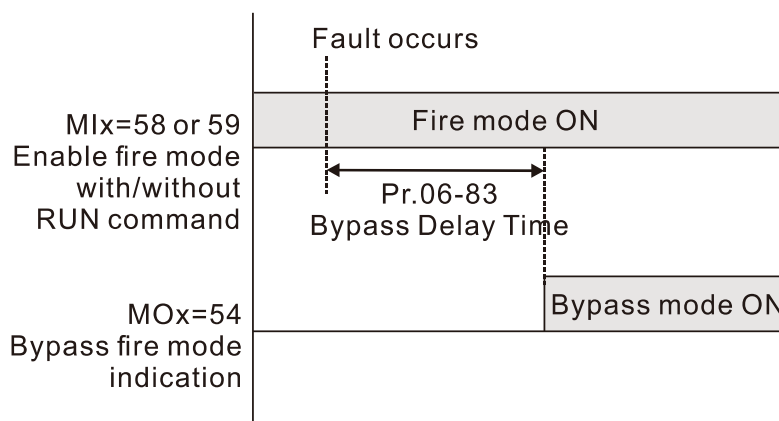 Fault occurs
MIx=58 or 59
Enable fire mode
with/without
RUN command
Fire mode ON
Pr.06-83
Bypass Delay Time
MOx=54
Bypass fire mode
indication
Bypass mode ON